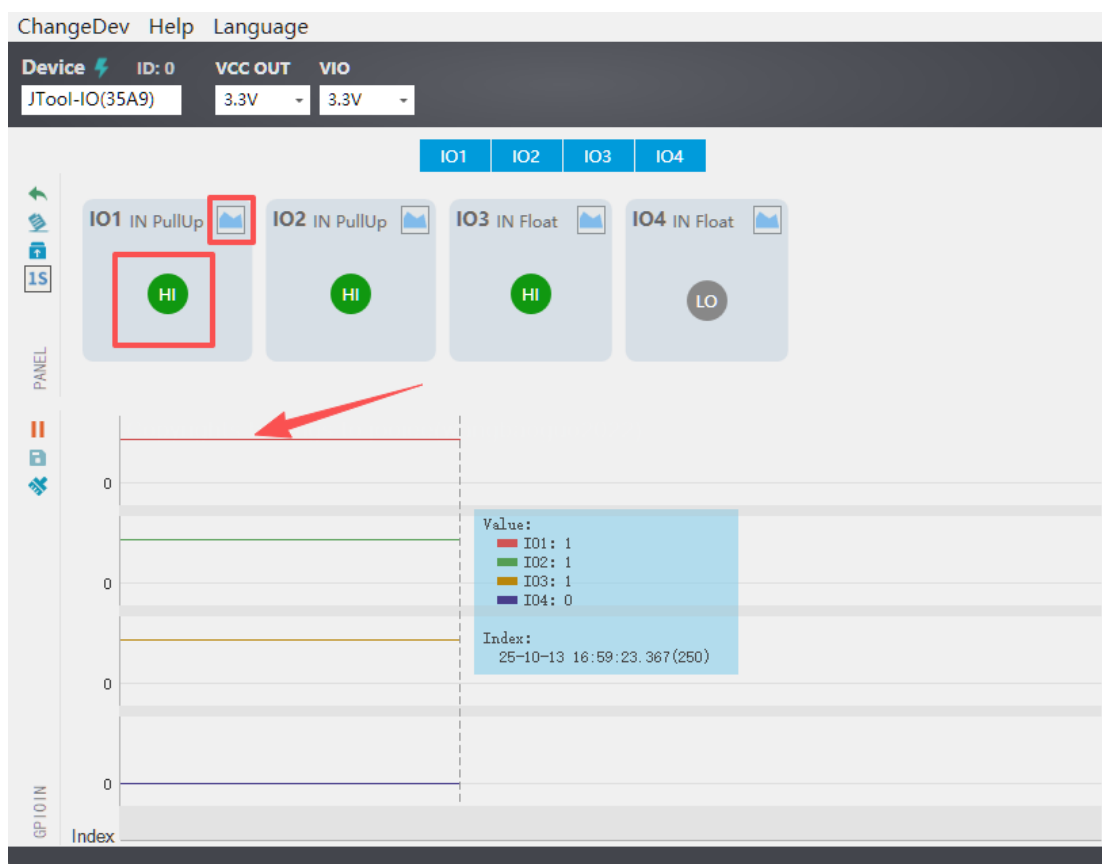 ChangeDev Help Language
Device ID: 0 VCC OUT VIO
JTool-IO(35A9) 3.3V 3.3V
IO1 IO2 IO3 IO4
IO1 IN PullUp IO2 IN PullUp IO3 IN Float IO4 IN Float
1S
HI HI HI LO
PANEL
0
Value:
IO1: 1
IO2: 1
0
IO3: 1
IO4: 0
Index:
25-10-13 16:59:23.367(250)
0
0
GPIOIN
Index